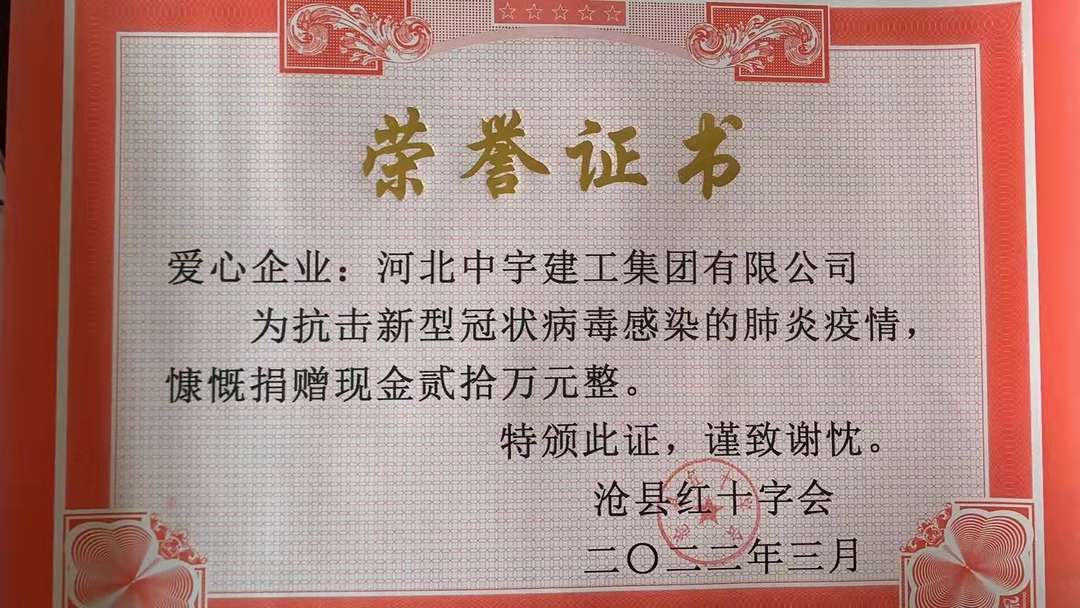 荣誉证书
爱心企业：河北中宇建工集团有限公司
为抗击新型冠状病毒感染的肺炎疫情，
慷慨捐赠现金贰拾万元整。
特颁此证，谨致谢忱。
沧县红十字会
二〇二二年三月